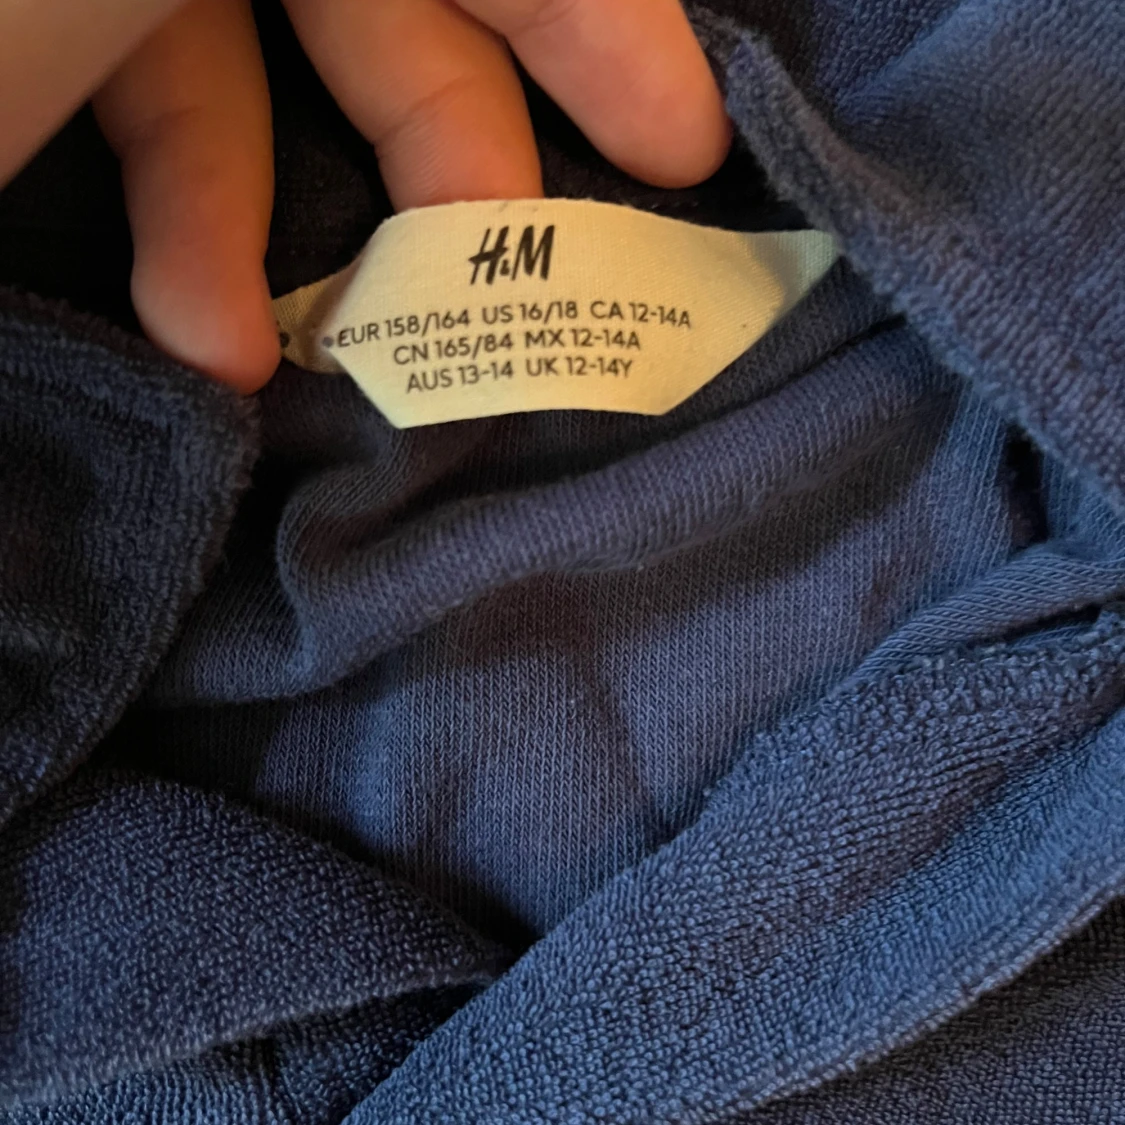 H&M
EUR 158/164 US 16/18 CA 12-14A
CN 165/84 MX 12-14A
AUS 13-14 UK 12-14Y